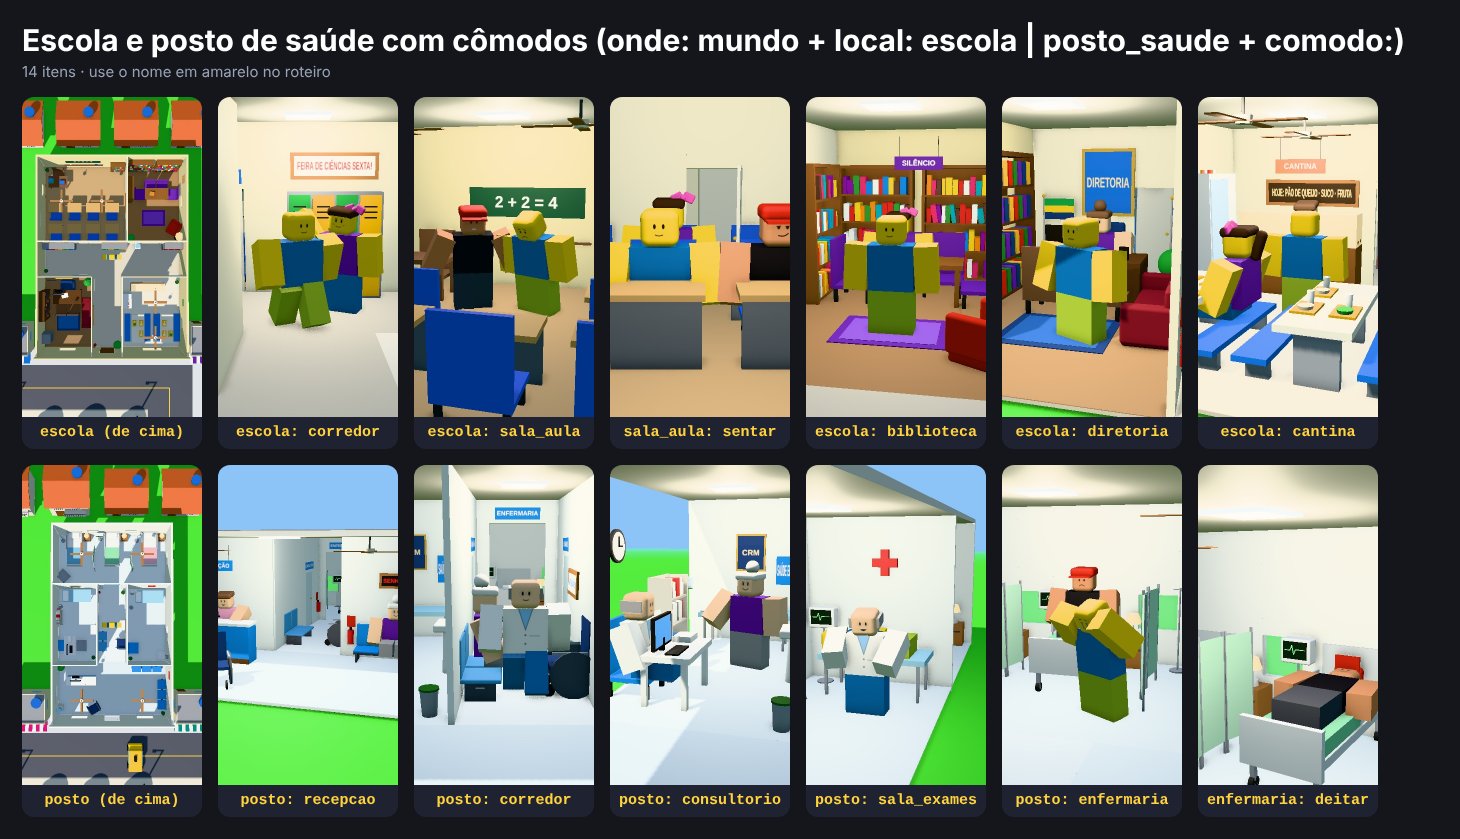 Escola e posto de saúde com cômodos (onde: mundo + local: escola | posto_saude + comodo:)
14 itens · use o nome em amarelo no roteiro
FEIRA DE CIÊNCIAS SEXTA!
2 + 2 = 4
SILÊNCIO
DIRETORIA
CANTINA
HOJE: PÃO DE QUEIJO · SUCO · FRUTA
escola (de cima)
escola: corredor
escola: sala_aula
sala_aula: sentar
escola: biblioteca
escola: diretoria
escola: cantina
ENFERMARIA
CRM
posto (de cima)
posto: recepcao
posto: corredor
posto: consultorio
posto: sala_exames
posto: enfermaria
enfermaria: deitar